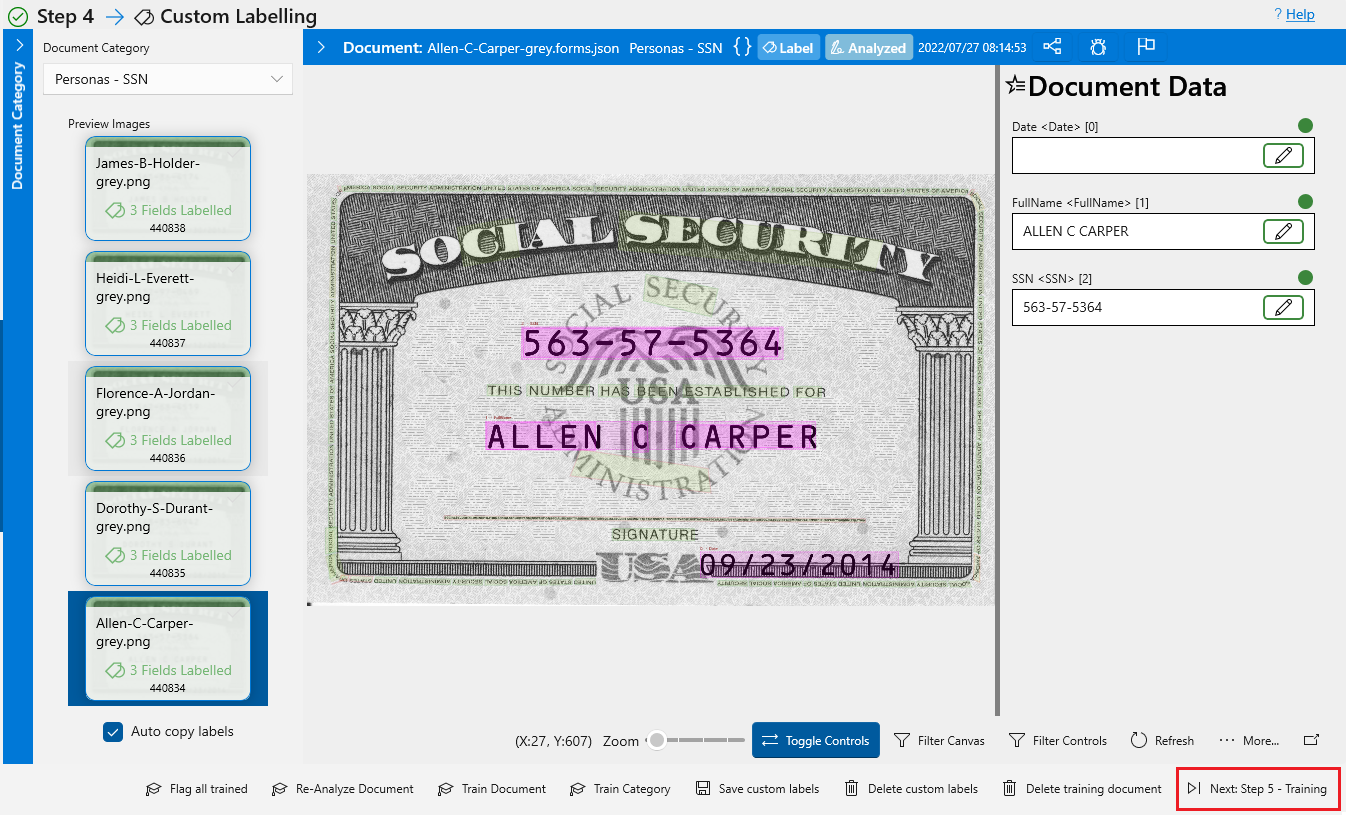 Step 4 Custom Labelling
? Help
Document Category
Document Category
Personas - SSN
Preview Images
James-B-Holder-
grey.png
3 Fields Labelled
440838
Heidi-L-Everett-
grey.png
3 Fields Labelled
440837
Florence-A-Jordan-
grey.png
3 Fields Labelled
440836
Dorothy-S-Durant-
grey.png
3 Fields Labelled
440835
Allen-C-Carper-
grey.png
3 Fields Labelled
440834
Auto copy labels
Document: Allen-C-Carper-grey.forms.json Personas - SSN {} Label Analyzed 2022/07/27 08:14:53
SOCIAL SECURITY
SOCIAL SECURITY
ADMINISTRATION
USA
563-57-5364
THIS NUMBER HAS BEEN ESTABLISHED FOR
ALLEN C CARPER
SIGNATURE
USA
09/23/2014
Document Data
Date <Date> [0]
FullName <FullName> [1]
ALLEN C CARPER
SSN <SSN> [2]
563-57-5364
(X:27, Y:607) Zoom Toggle Controls Filter Canvas Filter Controls Refresh ··· More...
Flag all trained Re-Analyze Document Train Document Train Category Save custom labels Delete custom labels Delete training document Next: Step 5 - Training